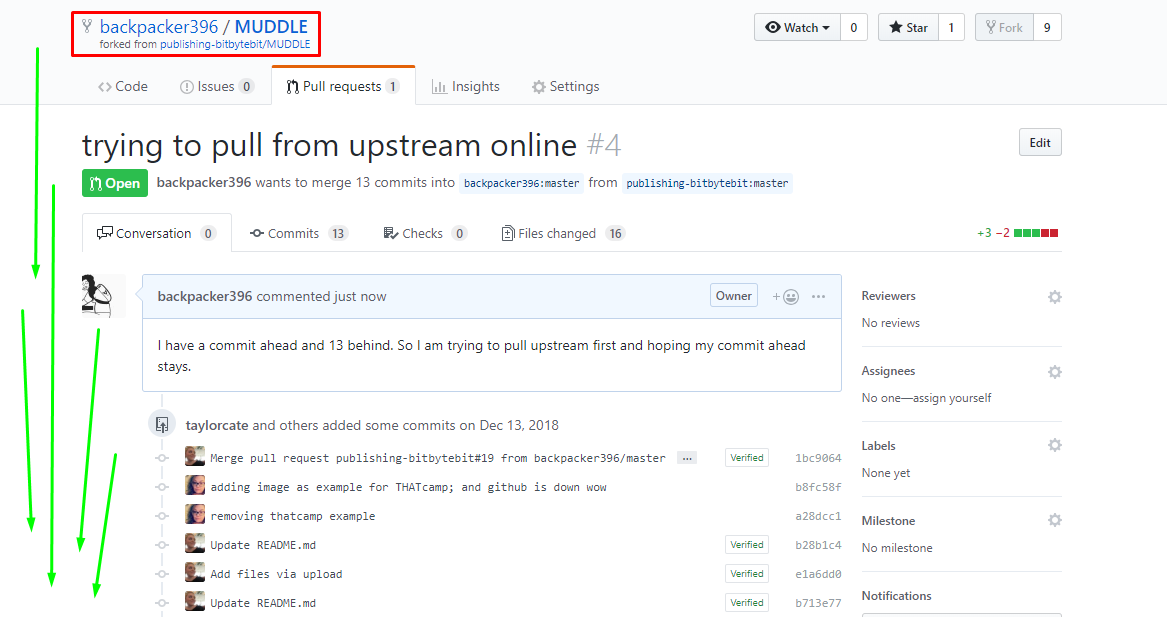 backpacker396 / MUDDLE
forked from publishing-bitbytebit/MUDDLE
Watch 0 Star 1 Fork 9
Code Issues 0 Pull requests 1 Insights Settings
trying to pull from upstream online #4
Edit
Open backpacker396 wants to merge 13 commits into backpacker396:master from publishing-bitbytebit:master
Conversation 0 Commits 13 Checks 0 Files changed 16 +3 −2
backpacker396 commented just now Owner
I have a commit ahead and 13 behind. So I am trying to pull upstream first and hoping my commit ahead
stays.
taylorcate and others added some commits on Dec 13, 2018
Merge pull request publishing-bitbytebit#19 from backpacker396/master ... Verified 1bc9064
adding image as example for THATcamp; and github is down wow b8fc58f
removing thatcamp example a28dcc1
Update README.md Verified b28b1c4
Add files via upload Verified e1a6dd0
Update README.md Verified b713e77
Reviewers
No reviews
Assignees
No one—assign yourself
Labels
None yet
Milestone
No milestone
Notifications